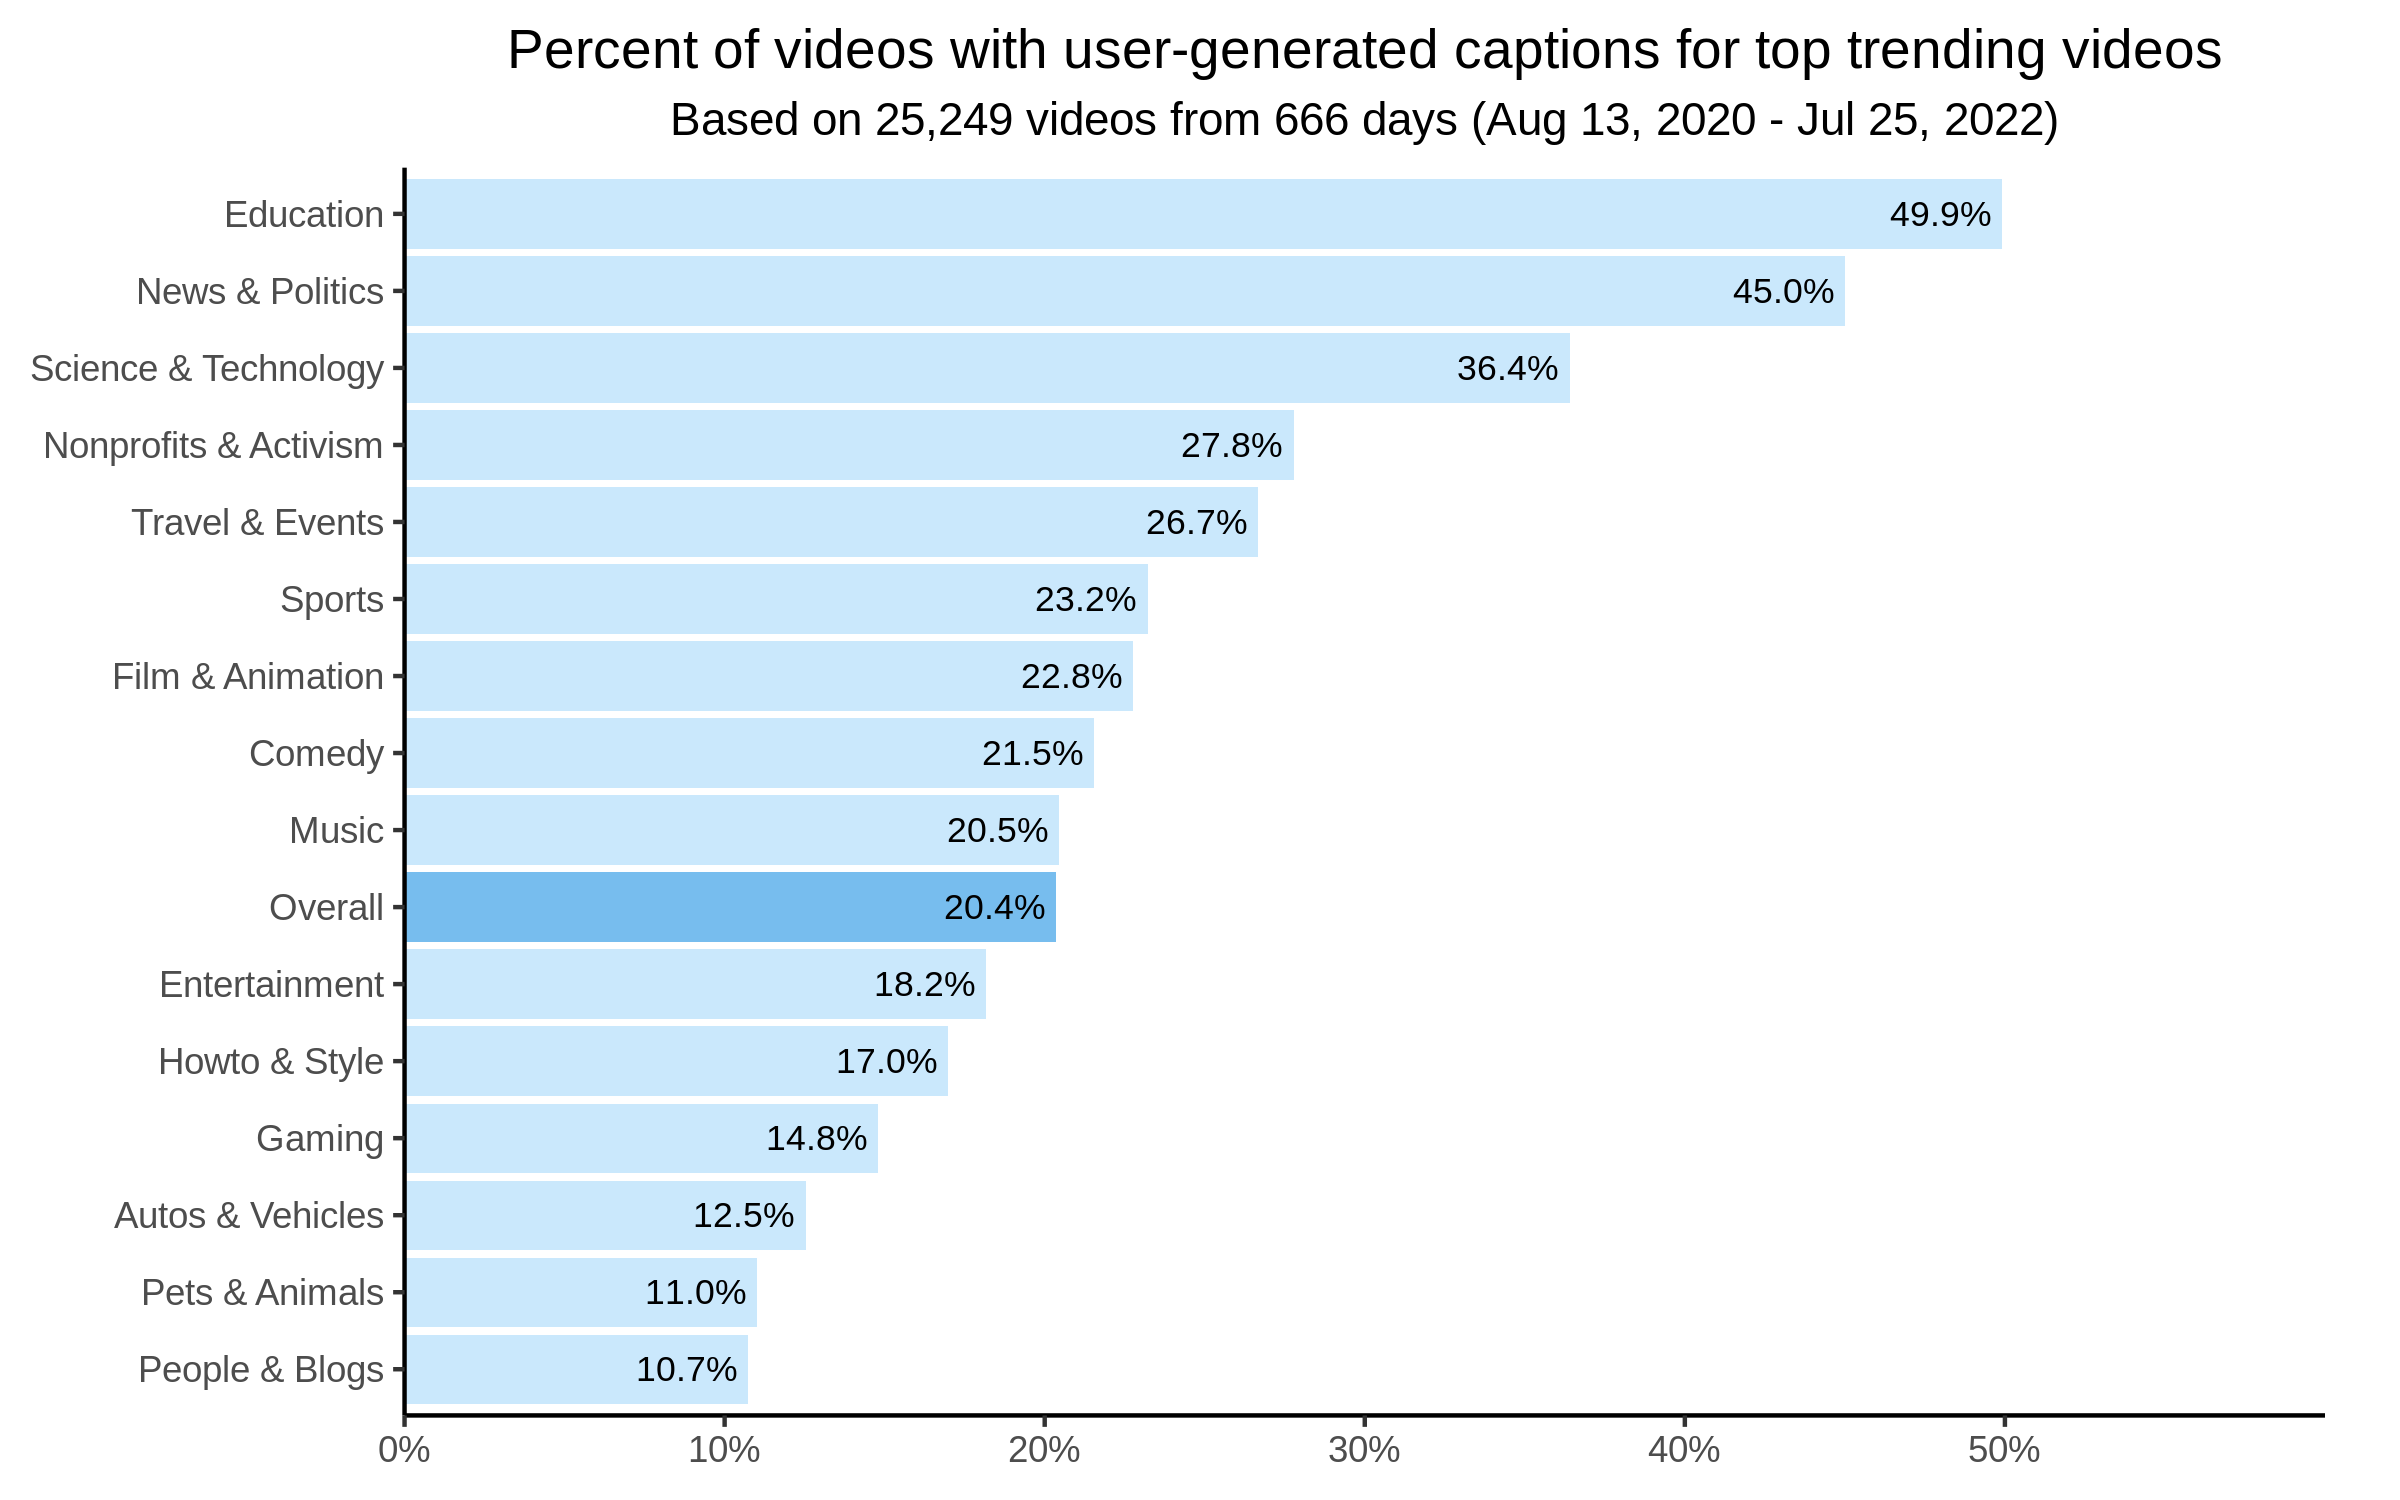 Percent of videos with user-generated captions for top trending videos
Based on 25,249 videos from 666 days (Aug 13, 2020 - Jul 25, 2022)
Education 49.9%
News & Politics 45.0%
Science & Technology 36.4%
Nonprofits & Activism 27.8%
Travel & Events 26.7%
Sports 23.2%
Film & Animation 22.8%
Comedy 21.5%
Music 20.5%
Overall 20.4%
Entertainment 18.2%
Howto & Style 17.0%
Gaming 14.8%
Autos & Vehicles 12.5%
Pets & Animals 11.0%
People & Blogs 10.7%
0% 10% 20% 30% 40% 50%